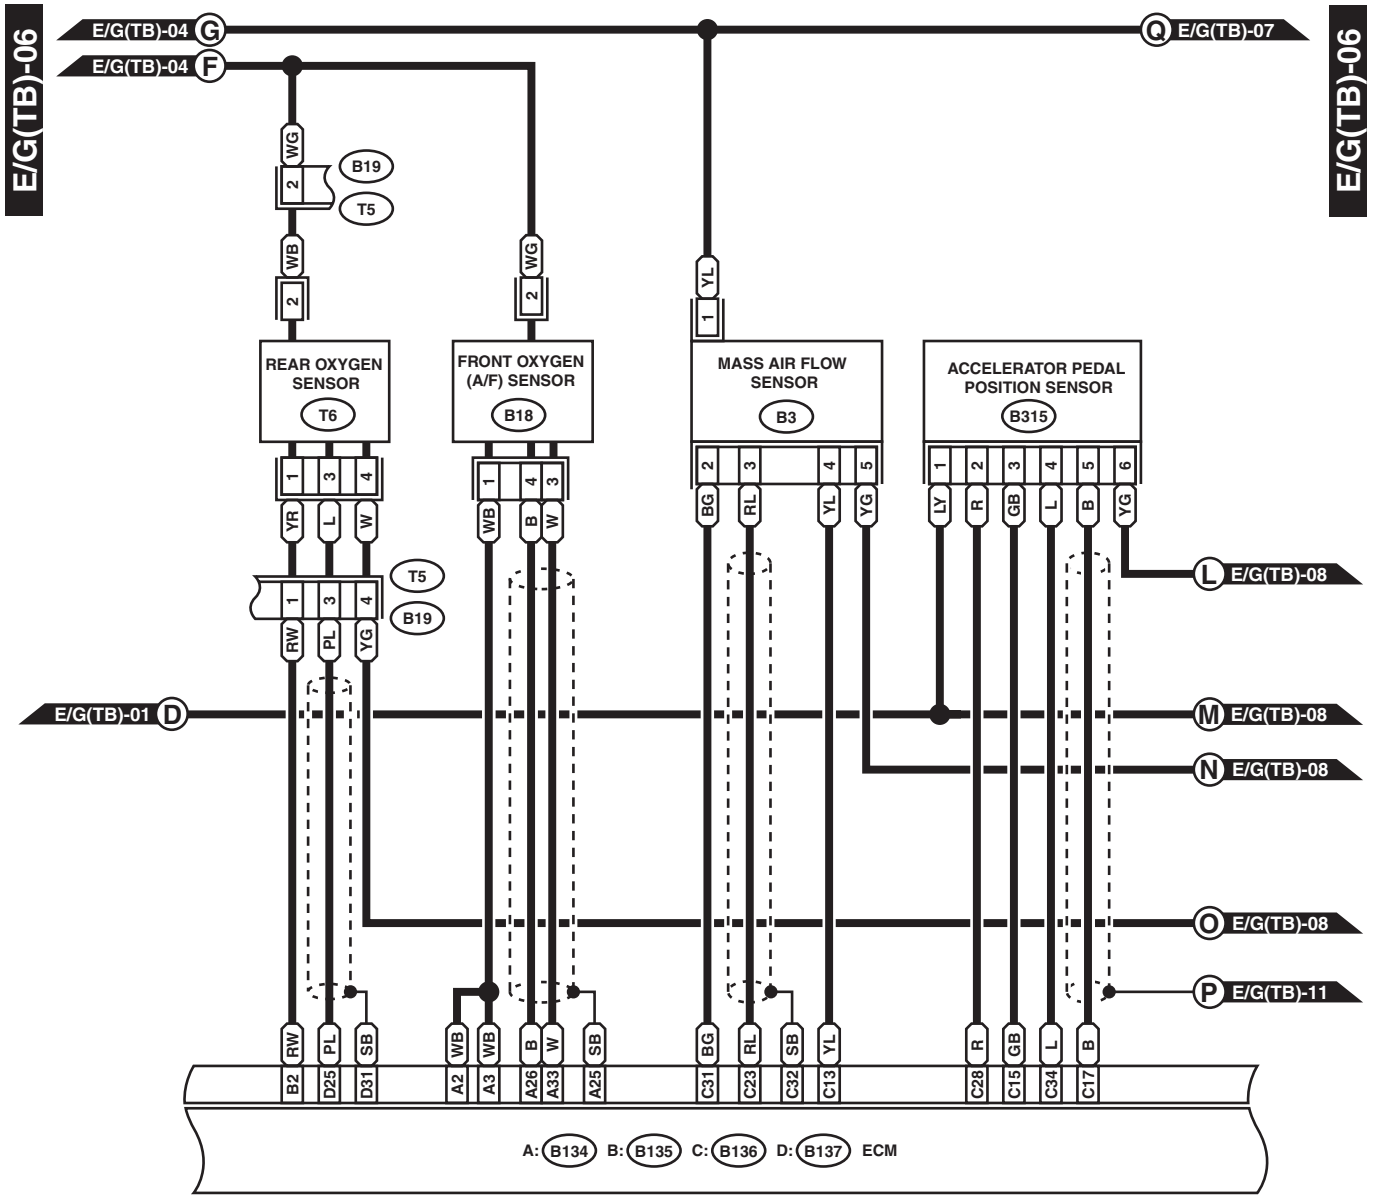 E/G(TB)-06
E/G(TB)-06
E/G(TB)-04 G
Q E/G(TB)-07
E/G(TB)-04 F
WG
2
B19
T5
WB
2
WG
2
YL
1
REAR OXYGEN
SENSOR
T6
FRONT OXYGEN
(A/F) SENSOR
B18
MASS AIR FLOW
SENSOR
B3
ACCELERATOR PEDAL
POSITION SENSOR
B315
1 3 4
1 4 3
2 3 4 5
1 2 3 4 5 6
YR L W
WB B W
BG RL YL YG
LY R GB L B YG
T5
B19
1 3 4
RW PL YG
L E/G(TB)-08
E/G(TB)-01 D
M E/G(TB)-08
N E/G(TB)-08
O E/G(TB)-08
P E/G(TB)-11
RW PL SB WB WB B W SB BG RL SB YL R GB L B
B2 D25 D31 A2 A3 A26 A33 A25 C31 C23 C32 C13 C28 C15 C34 C17
A: B134 B: B135 C: B136 D: B137 ECM